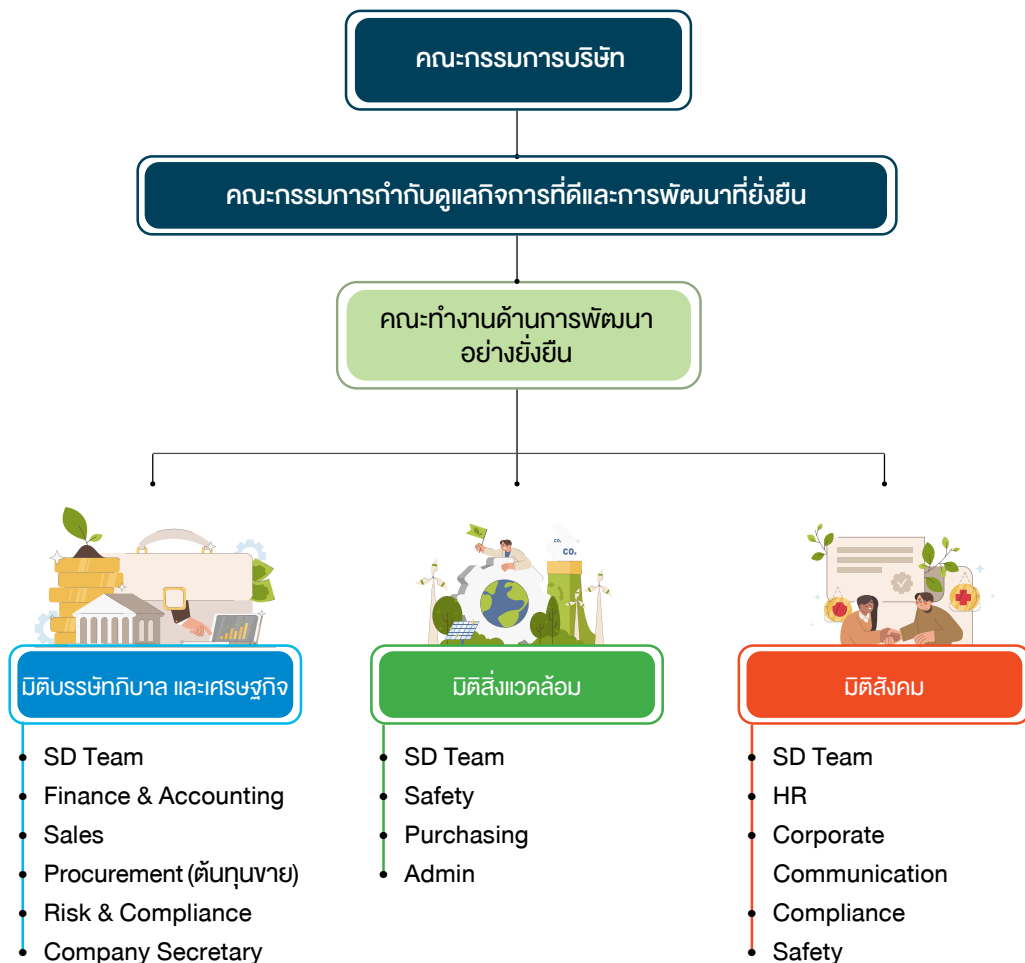 คณะกรรมการบริษัท
คณะกรรมการกำกับดูแลกิจการที่ดีและการพัฒนาที่ยั่งยืน
คณะทำงานด้านการพัฒนา
อย่างยั่งยืน
CO₂
CO₂
มิติบรรษัทภิบาล และเศรษฐกิจ
SD Team
Finance & Accounting
Sales
Procurement (ต้นทุนขาย)
Risk & Compliance
Company Secretary
มิติสิ่งแวดล้อม
SD Team
Safety
Purchasing
Admin
มิติสังคม
SD Team
HR
Corporate
Communication
Compliance
Safety